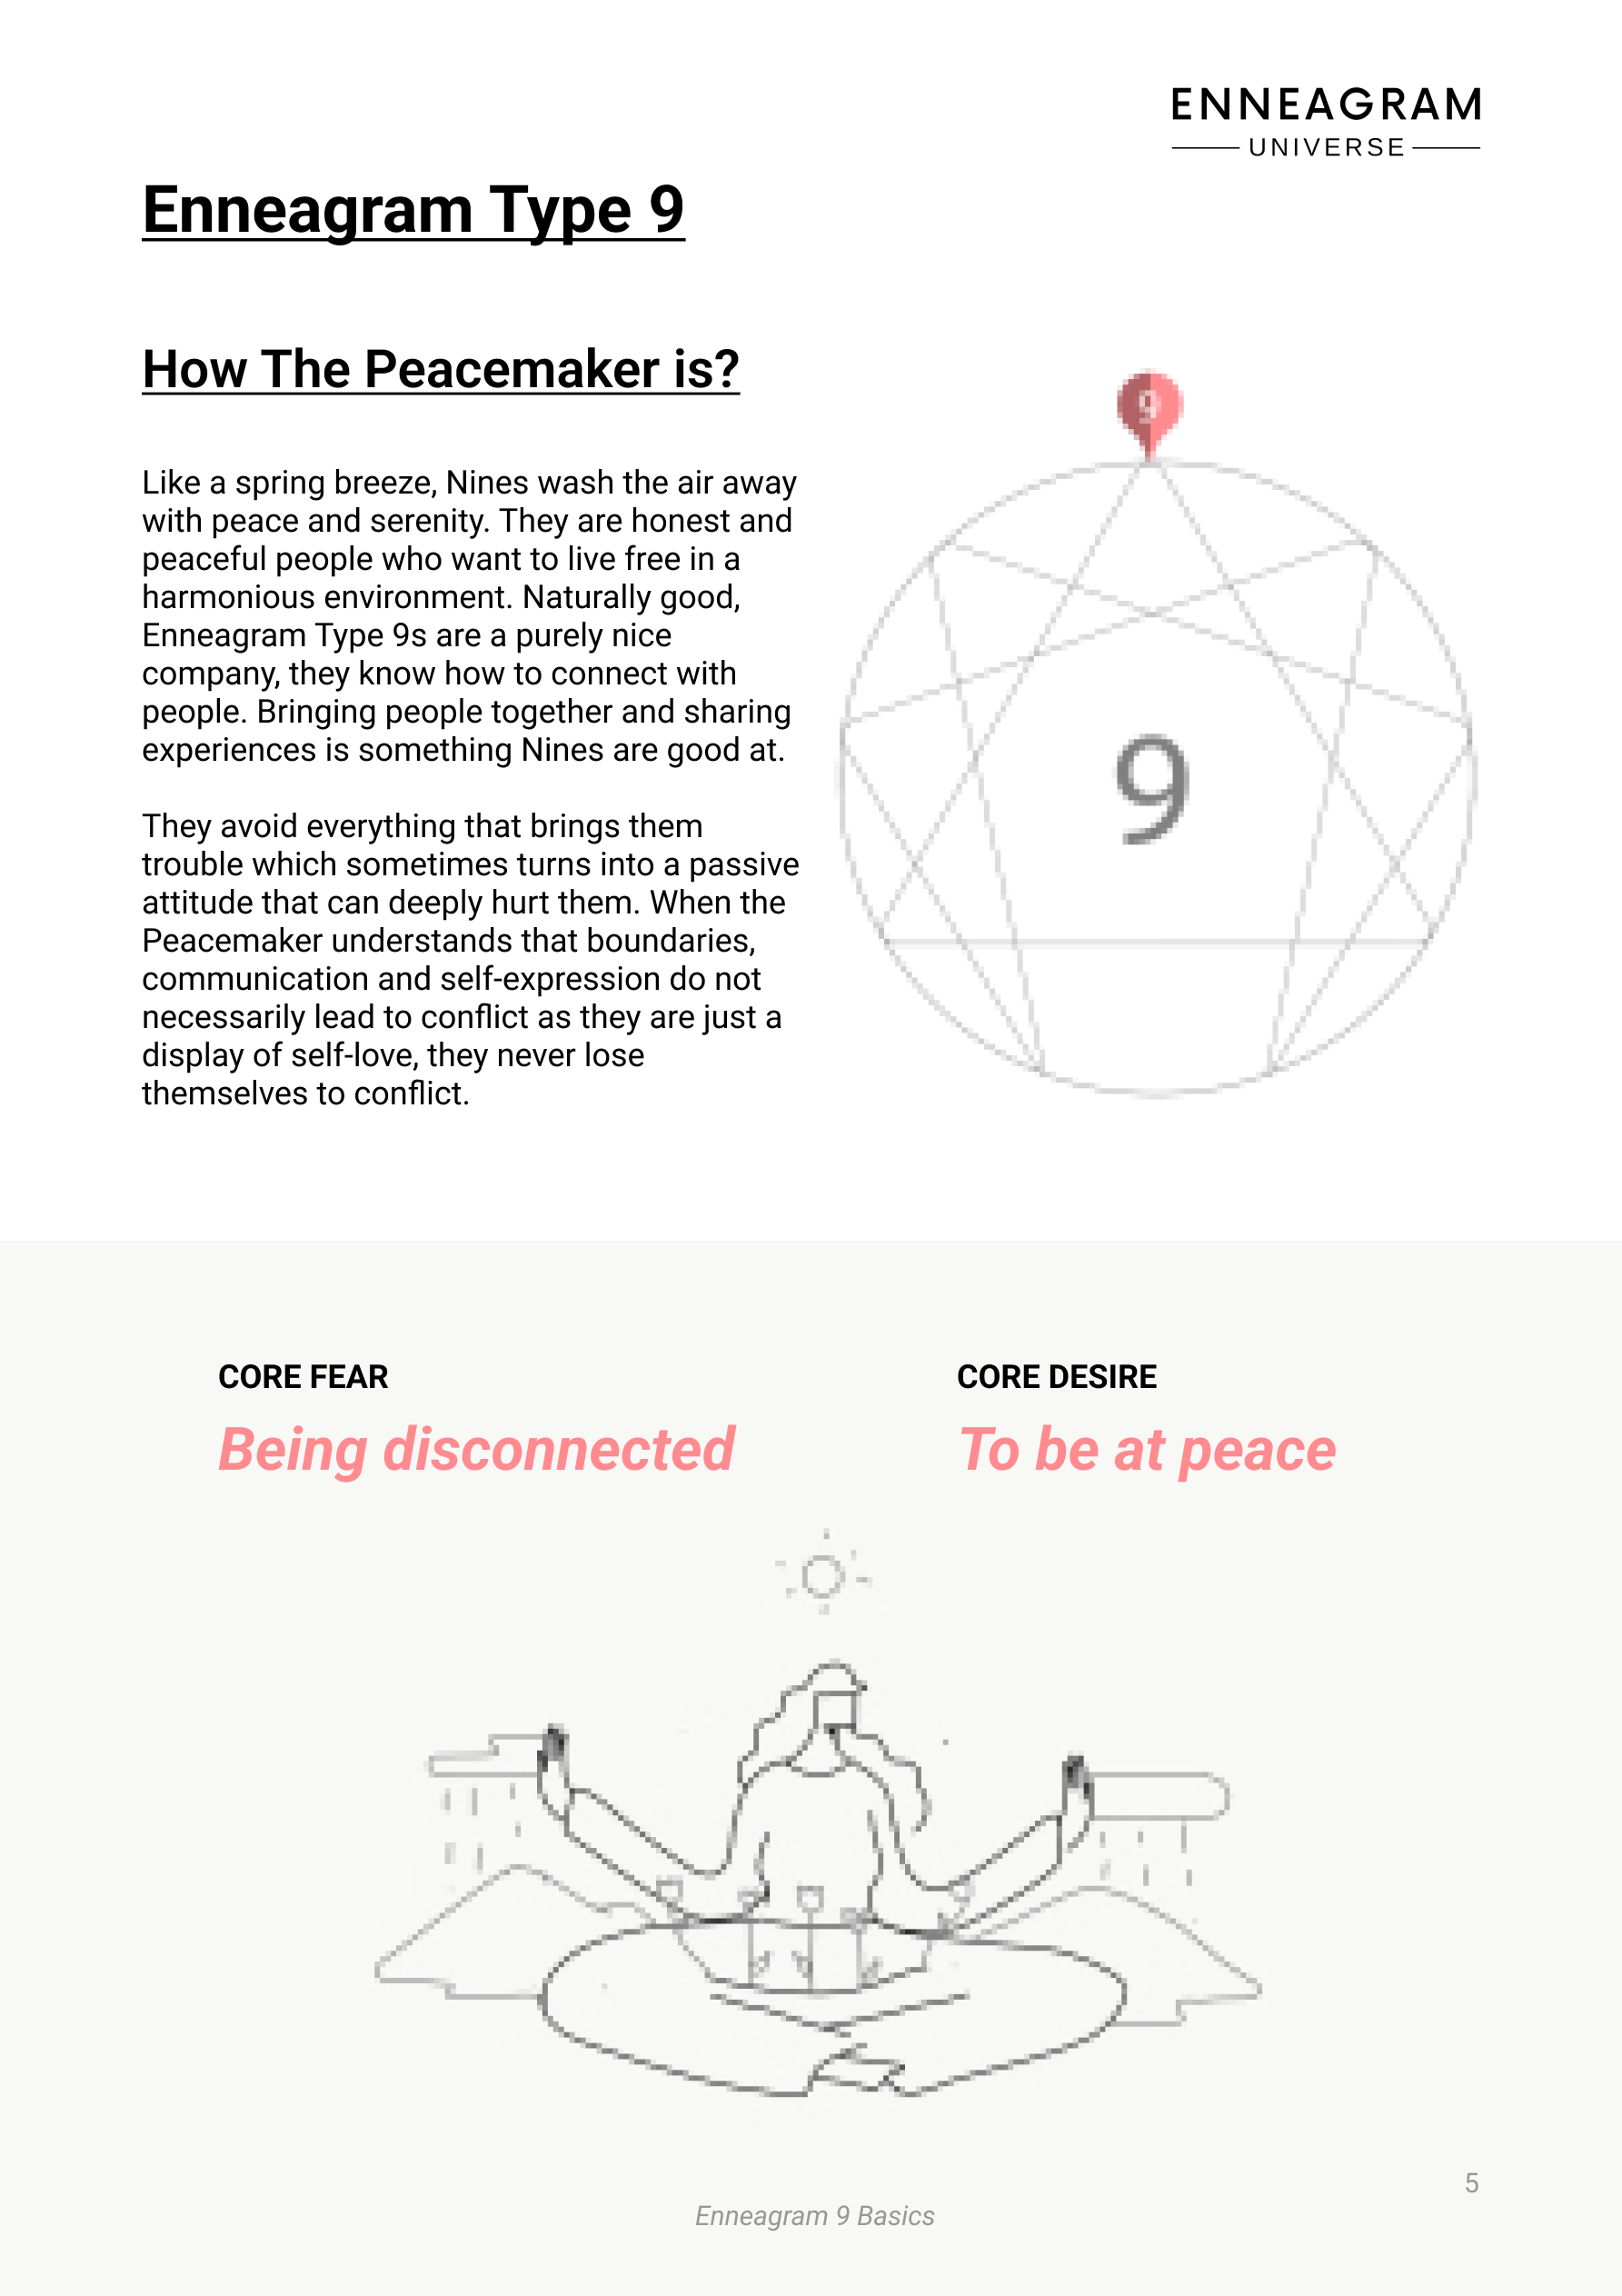 ENNEAGRAM
UNIVERSE
Enneagram Type 9
How The Peacemaker is?
Like a spring breeze, Nines wash the air away
with peace and serenity. They are honest and
peaceful people who want to live free in a
harmonious environment. Naturally good,
Enneagram Type 9s are a purely nice
company, they know how to connect with
people. Bringing people together and sharing
experiences is something Nines are good at.
They avoid everything that brings them
trouble which sometimes turns into a passive
attitude that can deeply hurt them. When the
Peacemaker understands that boundaries,
communication and self-expression do not
necessarily lead to conflict as they are just a
display of self-love, they never lose
themselves to conflict.
9
9
CORE FEAR
Being disconnected
CORE DESIRE
To be at peace
5
Enneagram 9 Basics